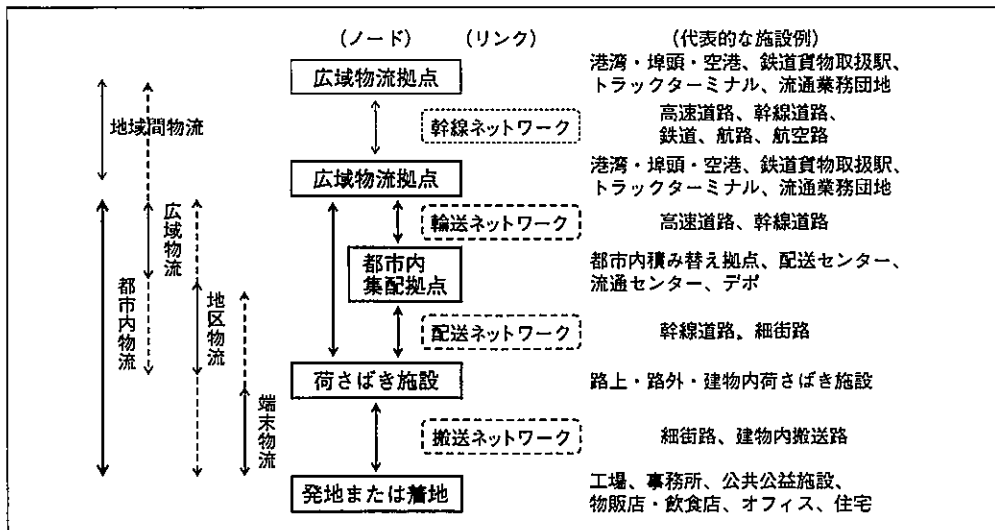 (ノード)
(リンク)
(代表的な施設例)
広域物流拠点
港湾・埠頭・空港、鉄道貨物取扱駅、
トラックターミナル、流通業務団地
地域間物流
幹線ネットワーク
高速道路、幹線道路、
鉄道、航路、航空路
広域物流拠点
港湾・埠頭・空港、鉄道貨物取扱駅、
トラックターミナル、流通業務団地
広域物流
輸送ネットワーク
高速道路、幹線道路
都市内
集配拠点
都市内積み替え拠点、配送センター、
流通センター、デポ
都市内物流
地区物流
配送ネットワーク
幹線道路、細街路
荷さばき施設
路上・路外・建物内荷さばき施設
端末物流
搬送ネットワーク
細街路、建物内搬送路
発地または着地
工場、事務所、公共公益施設、
物販店・飲食店、オフィス、住宅